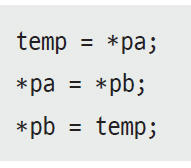 temp = *pa;
*pa = *pb;
*pb = temp;